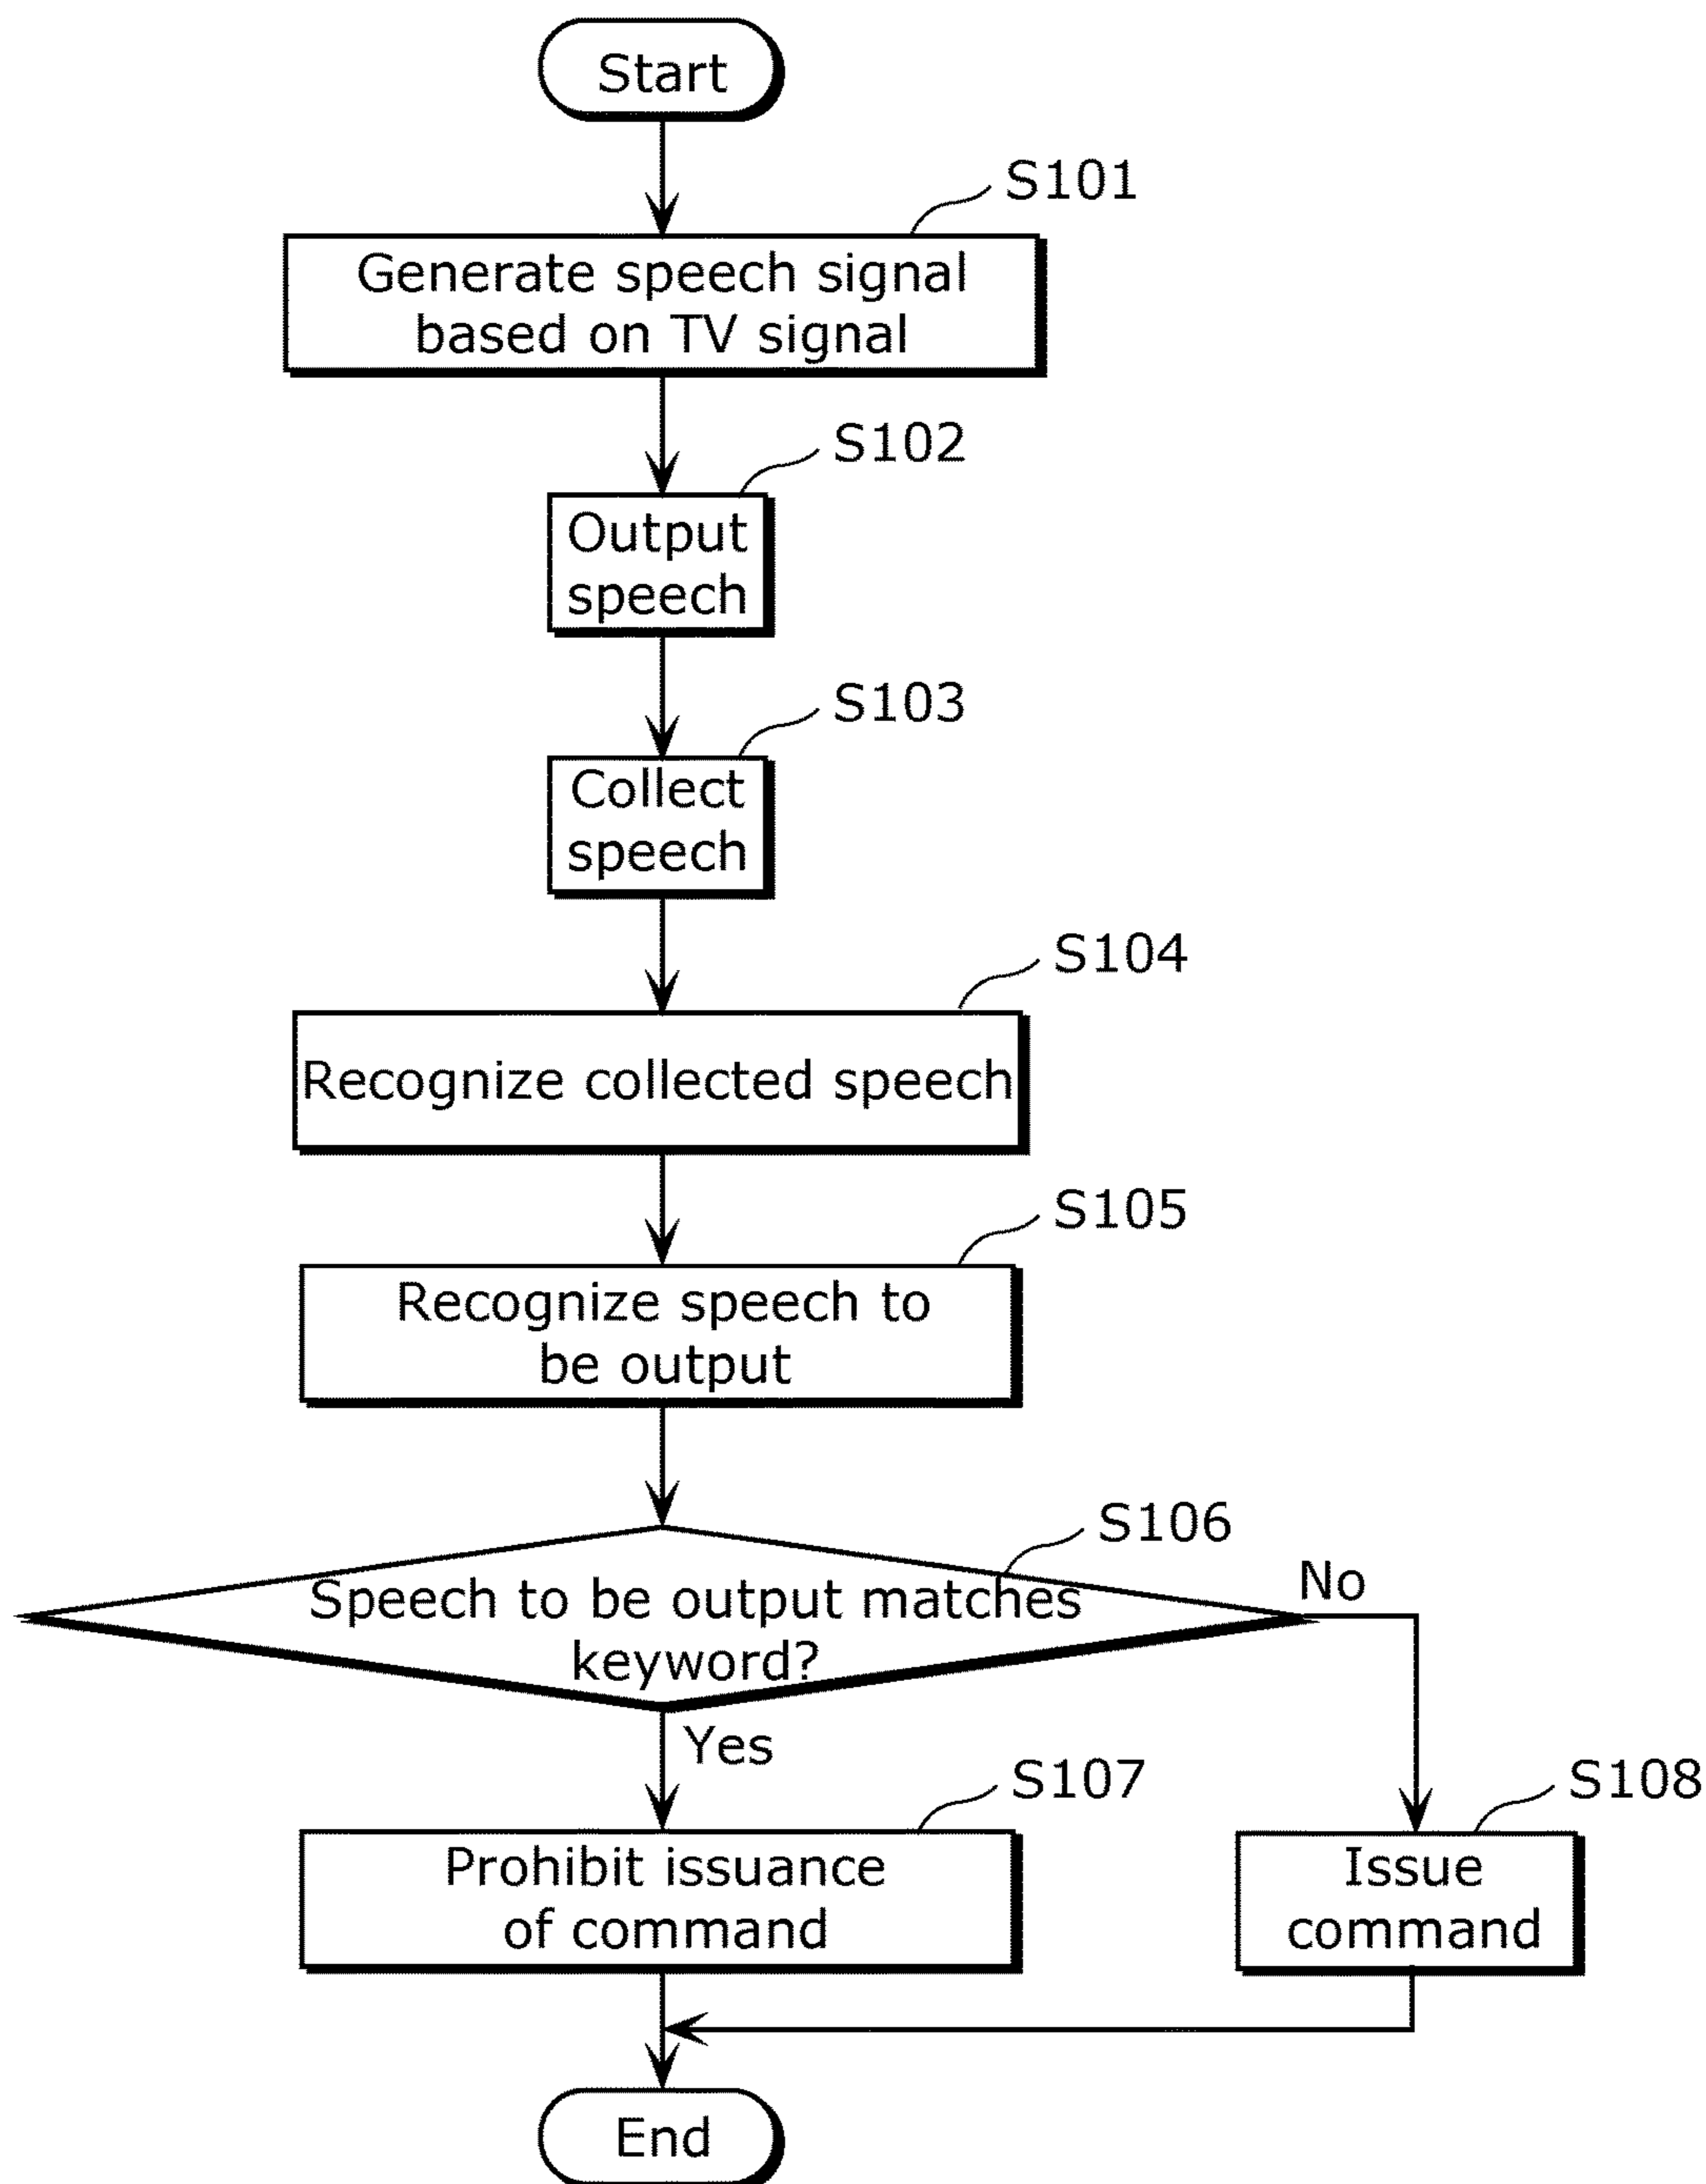 Start
S101
Generate speech signal
based on TV signal
S102
Output
speech
S103
Collect
speech
S104
Recognize collected speech
S105
Recognize speech to
be output
S106
Speech to be output matches
keyword?
No
Yes
S107
Prohibit issuance
of command
S108
Issue
command
End